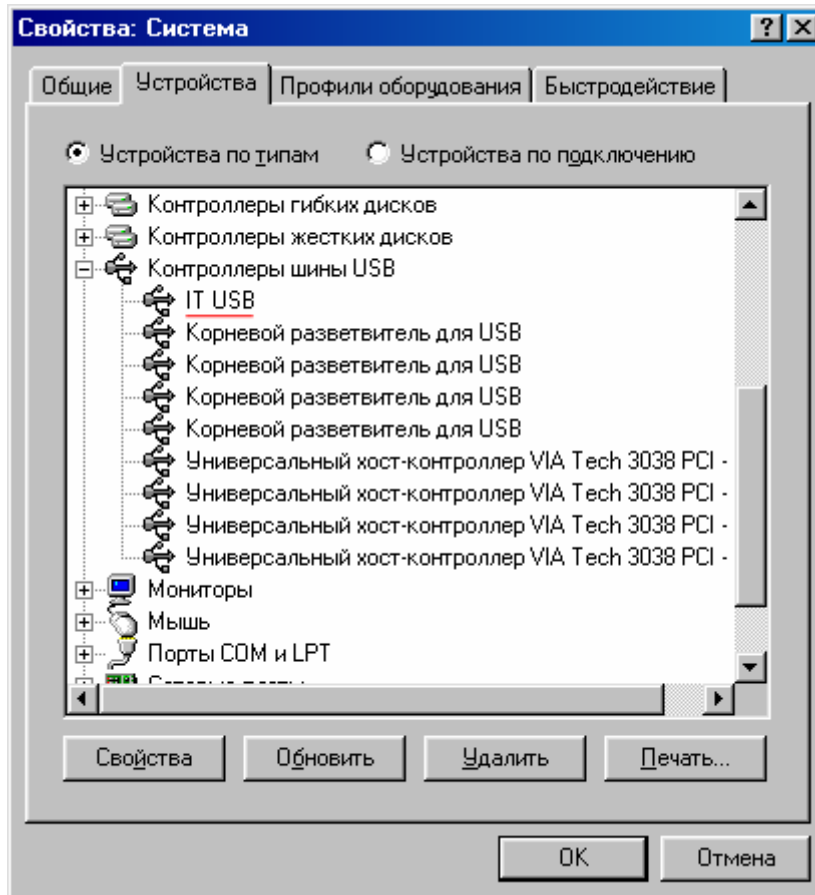 Свойства: Система
Общие Устройства Профили оборудования Быстродействие
Устройства по типам Устройства по подключению
Контроллеры гибких дисков
Контроллеры жестких дисков
Контроллеры шины USB
IT USB
Корневой разветвитель для USB
Корневой разветвитель для USB
Корневой разветвитель для USB
Корневой разветвитель для USB
Универсальный хост-контроллер VIA Tech 3038 PCI -
Универсальный хост-контроллер VIA Tech 3038 PCI -
Универсальный хост-контроллер VIA Tech 3038 PCI -
Универсальный хост-контроллер VIA Tech 3038 PCI -
Мониторы
Мышь
Порты COM и LPT
Свойства Обновить Удалить Печать...
OK Отмена